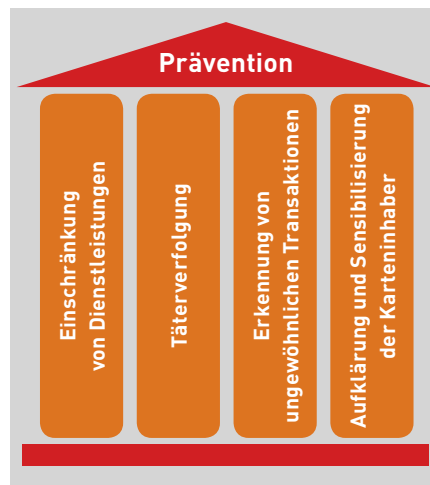 Prävention
Einschränkung
von Dienstleistungen
Täterverfolgung
Erkennung von
ungewöhnlichen Transaktionen
Aufklärung und Sensibilisierung
der Karteninhaber